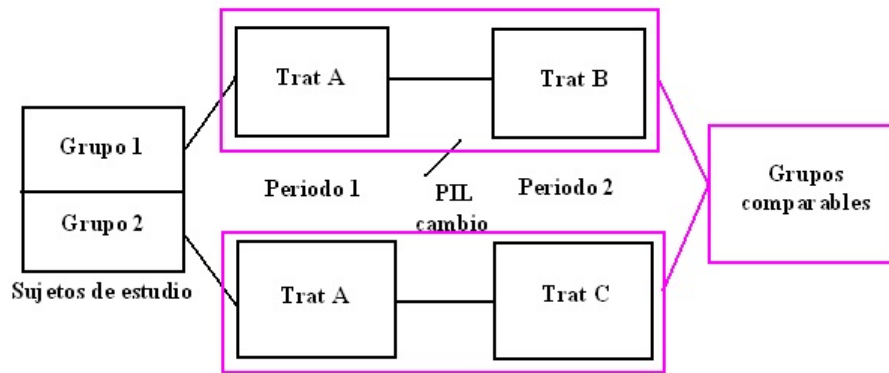 Trat A
Trat B
Grupo 1
Grupo 2
Sujetos de estudio
Periodo 1
PIL
cambio
Periodo 2
Grupos
comparables
Trat A
Trat C